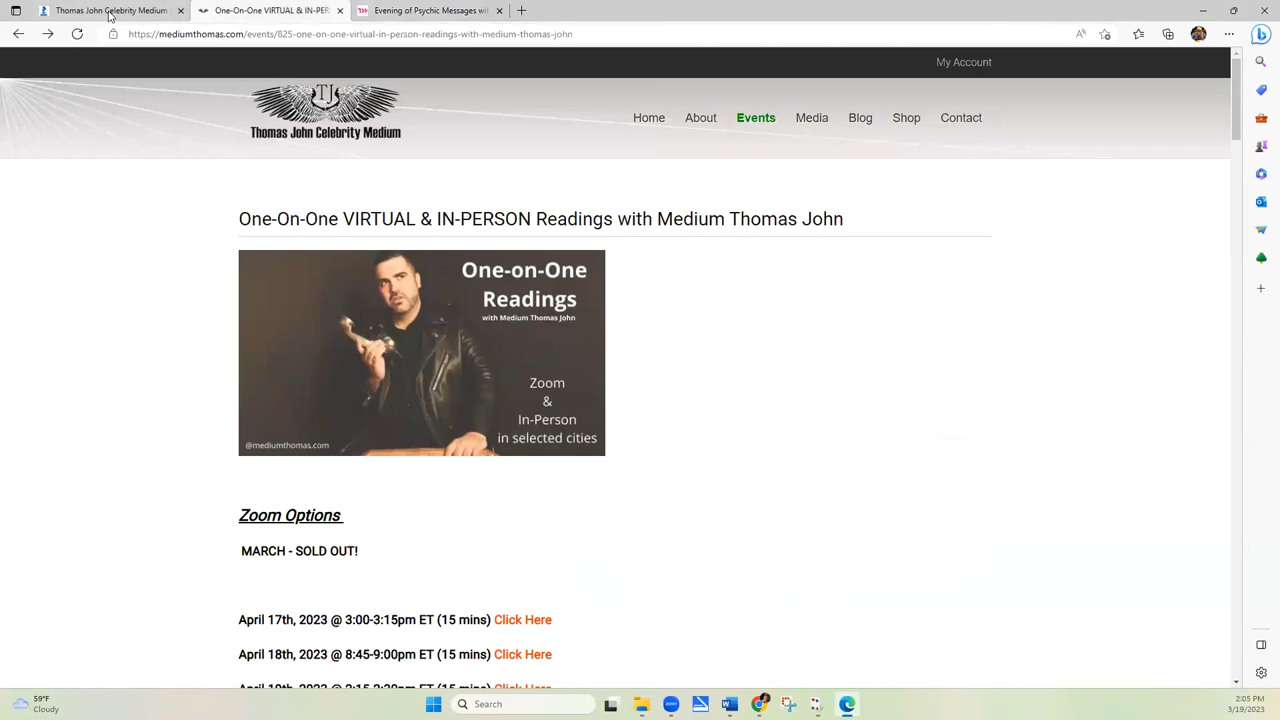 Thomas John Celebrity Medium
One-On-One VIRTUAL & IN-PER
Evening of Psychic Messages wit
https://mediumthomas.com/events/825-one-on-one-virtual-in-person-readings-with-medium-thomas-john
My Account
TJ
Thomas John Celebrity Medium
Home About Events Media Blog Shop Contact
One-On-One VIRTUAL & IN-PERSON Readings with Medium Thomas John
One-on-One
Readings
with Medium Thomas John
Zoom
&
In-Person
in selected cities
@mediumthomas.com
Zoom Options
MARCH - SOLD OUT!
April 17th, 2023 @ 3:00-3:15pm ET (15 mins) Click Here
April 18th, 2023 @ 8:45-9:00pm ET (15 mins) Click Here
59°F
Cloudy
Search
2:05 PM
3/19/2023